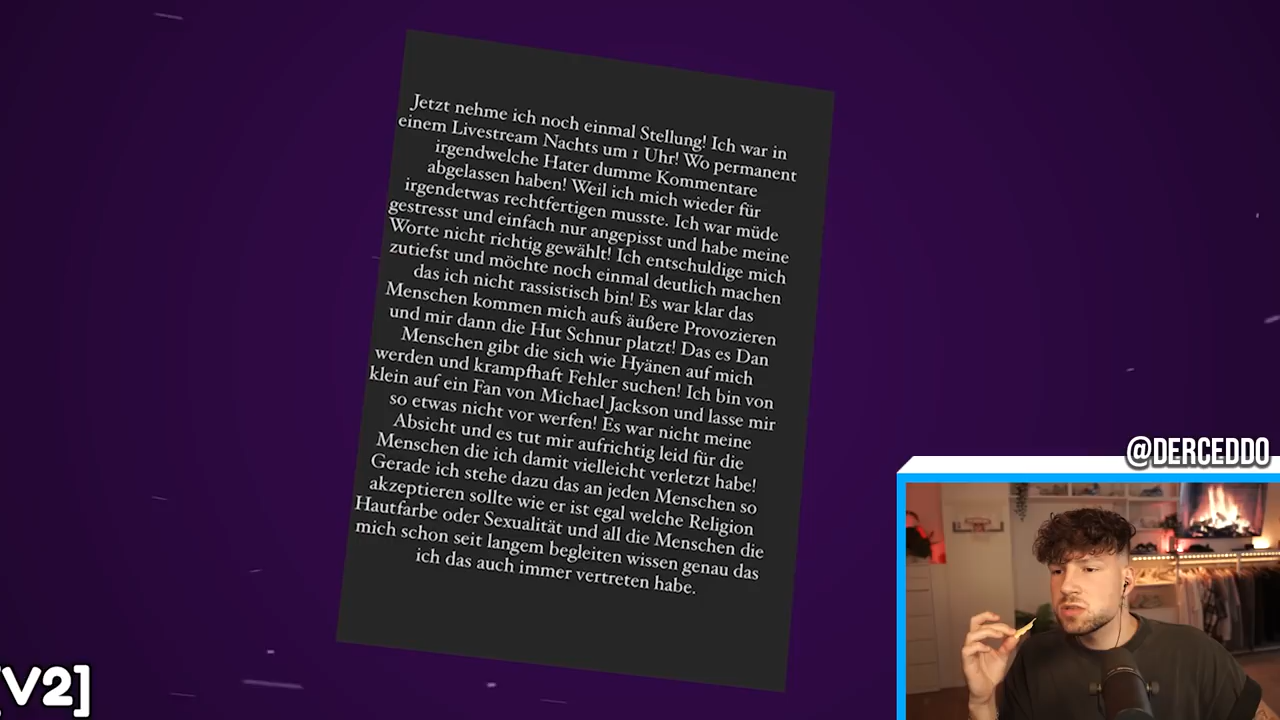 Jetzt nehme ich noch einmal Stellung! Ich war in
einem Livestream Nachts um 1 Uhr! Wo permanent
irgendwelche Hater dumme Kommentare
abgelassen haben! Weil ich mich wieder für
irgendetwas rechtfertigen musste. Ich war müde
gestresst und einfach nur angepisst und habe meine
Worte nicht richtig gewählt! Ich entschuldige mich
zutiefst und möchte noch einmal deutlich machen
das ich nicht rassistisch bin! Es war klar das
Menschen kommen mich aufs äußere Provozieren
und mir dann die Hut Schnur platzt! Das es Dan
Menschen gibt die sich wie Hyänen auf mich
werden und krampfhaft Fehler suchen! Ich bin von
klein auf ein Fan von Michael Jackson und lasse mir
so etwas nicht vor werfen! Es war nicht meine
Absicht und es tut mir aufrichtig leid für die
Menschen die ich damit vielleicht verletzt habe!
Gerade ich stehe dazu das an jeden Menschen so
akzeptieren sollte wie er ist egal welche Religion
Hautfarbe oder Sexualität und all die Menschen die
mich schon seit langem begleiten wissen genau das
ich das auch immer vertreten habe.
@DERCEDDO
[V2]